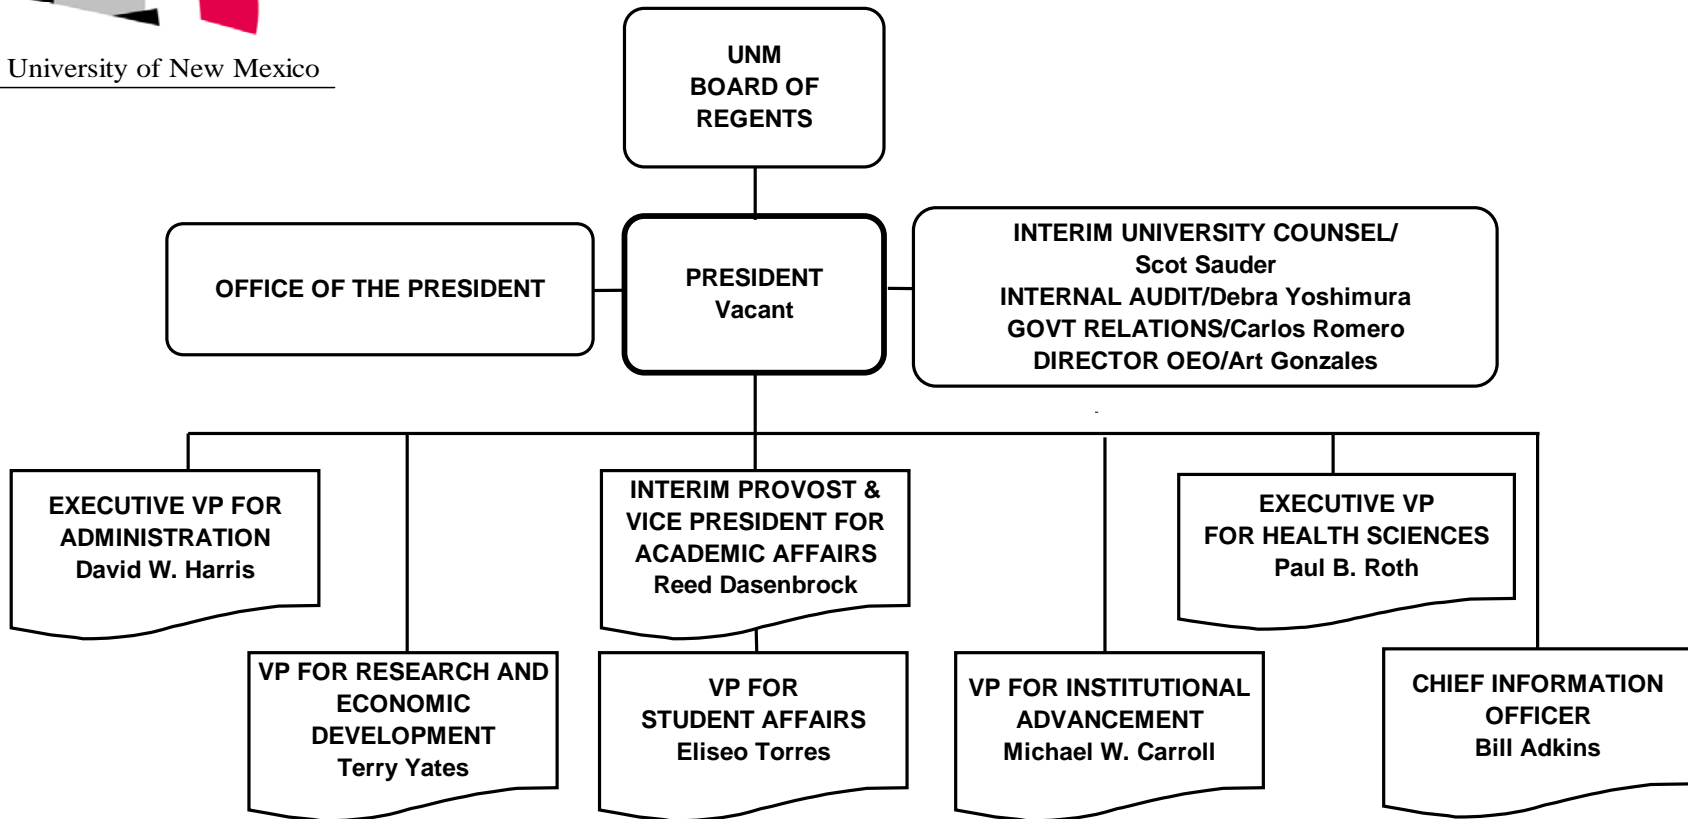 University of New Mexico
UNM
BOARD OF
REGENTS
OFFICE OF THE PRESIDENT
PRESIDENT
Vacant
INTERIM UNIVERSITY COUNSEL/
Scot Sauder
INTERNAL AUDIT/Debra Yoshimura
GOVT RELATIONS/Carlos Romero
DIRECTOR OEO/Art Gonzales
EXECUTIVE VP FOR
ADMINISTRATION
David W. Harris
INTERIM PROVOST &
VICE PRESIDENT FOR
ACADEMIC AFFAIRS
Reed Dasenbrock
EXECUTIVE VP
FOR HEALTH SCIENCES
Paul B. Roth
VP FOR RESEARCH AND
ECONOMIC
DEVELOPMENT
Terry Yates
VP FOR
STUDENT AFFAIRS
Eliseo Torres
VP FOR INSTITUTIONAL
ADVANCEMENT
Michael W. Carroll
CHIEF INFORMATION
OFFICER
Bill Adkins